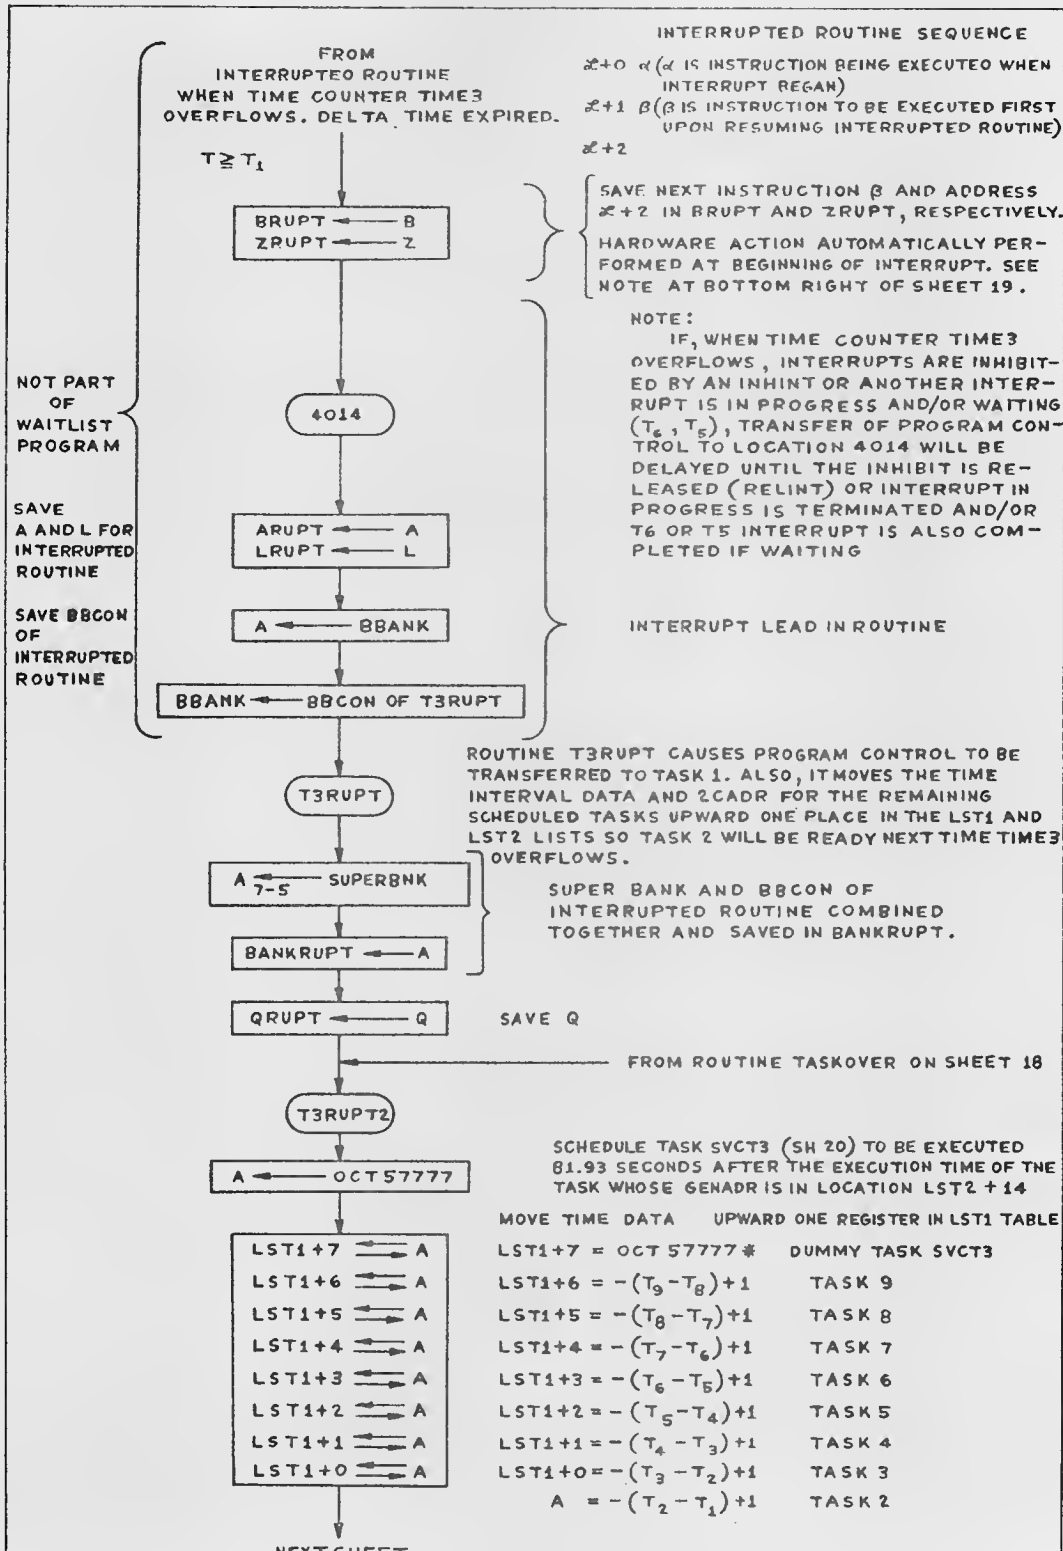 FROM
INTERRUPTED ROUTINE
WHEN TIME COUNTER TIME3
OVERFLOWS. DELTA TIME EXPIRED.
T ≧ T₁
INTERRUPTED ROUTINE SEQUENCE
ℒ+0 α (α IS INSTRUCTION BEING EXECUTED WHEN
INTERRUPT BEGAN)
ℒ+1 β (β IS INSTRUCTION TO BE EXECUTED FIRST
UPON RESUMING INTERRUPTED ROUTINE)
ℒ+2
BRUPT ← B
ZRUPT ← Z
SAVE NEXT INSTRUCTION β AND ADDRESS
ℒ+2 IN BRUPT AND ZRUPT, RESPECTIVELY.
HARDWARE ACTION AUTOMATICALLY PER-
FORMED AT BEGINNING OF INTERRUPT. SEE
NOTE AT BOTTOM RIGHT OF SHEET 19.
NOT PART
OF
WAITLIST
PROGRAM
4014
NOTE:
IF, WHEN TIME COUNTER TIME3
OVERFLOWS, INTERRUPTS ARE INHIBIT-
ED BY AN INHINT OR ANOTHER INTER-
RUPT IS IN PROGRESS AND/OR WAITING
(T₆, T₅), TRANSFER OF PROGRAM CON-
TROL TO LOCATION 4014 WILL BE
DELAYED UNTIL THE INHIBIT IS RE-
LEASED (RELINT) OR INTERRUPT IN
PROGRESS IS TERMINATED AND/OR
T6 OR T5 INTERRUPT IS ALSO COM-
PLETED IF WAITING
SAVE
A AND L FOR
INTERRUPTED
ROUTINE
ARUPT ← A
LRUPT ← L
SAVE BBCON
OF
INTERRUPTED
ROUTINE
A ← BBANK
INTERRUPT LEAD IN ROUTINE
BBANK ← BBCON OF T3RUPT
T3RUPT
ROUTINE T3RUPT CAUSES PROGRAM CONTROL TO BE
TRANSFERRED TO TASK 1. ALSO, IT MOVES THE TIME
INTERVAL DATA AND 2CADR FOR THE REMAINING
SCHEDULED TASKS UPWARD ONE PLACE IN THE LST1 AND
LST2 LISTS SO TASK 2 WILL BE READY NEXT TIME TIME3
OVERFLOWS.
A ← SUPERBNK
7-5
BANKRUPT ← A
SUPER BANK AND BBCON OF
INTERRUPTED ROUTINE COMBINED
TOGETHER AND SAVED IN BANKRUPT.
QRUPT ← Q SAVE Q
FROM ROUTINE TASKOVER ON SHEET 18
T3RUPT2
A ← OCT 57777
SCHEDULE TASK SVCT3 (SH 20) TO BE EXECUTED
81.93 SECONDS AFTER THE EXECUTION TIME OF THE
TASK WHOSE GENADR IS IN LOCATION LST2 + 14
MOVE TIME DATA UPWARD ONE REGISTER IN LST1 TABLE
LST1+7 ⇄ A LST1+7 = OCT 57777* DUMMY TASK SVCT3
LST1+6 ⇄ A LST1+6 = -(T₉-T₈)+1 TASK 9
LST1+5 ⇄ A LST1+5 = -(T₈-T₇)+1 TASK 8
LST1+4 ⇄ A LST1+4 = -(T₇-T₆)+1 TASK 7
LST1+3 ⇄ A LST1+3 = -(T₆-T₅)+1 TASK 6
LST1+2 ⇄ A LST1+2 = -(T₅-T₄)+1 TASK 5
LST1+1 ⇄ A LST1+1 = -(T₄-T₃)+1 TASK 4
LST1+0 ⇄ A LST1+0 = -(T₃-T₂)+1 TASK 3
A = -(T₂-T₁)+1 TASK 2
NEXT SHEET